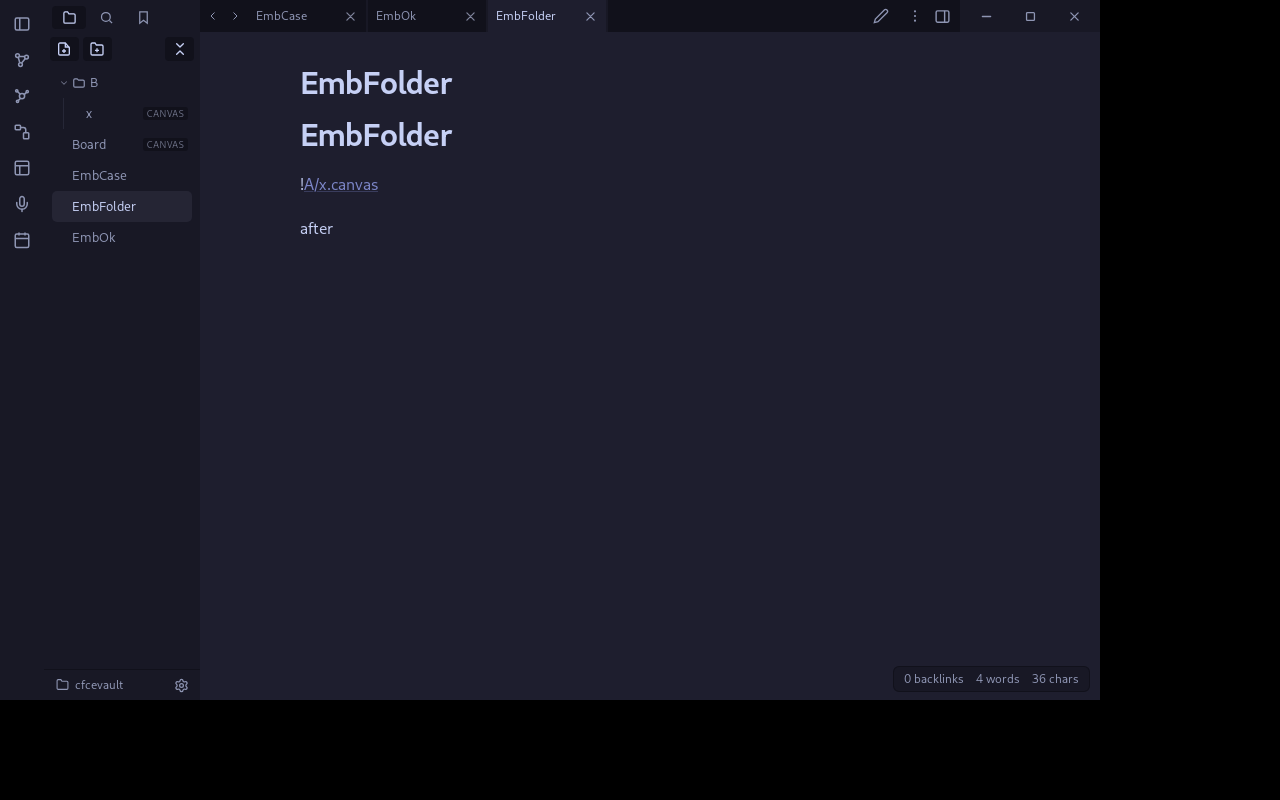 EmbCase
EmbOk
EmbFolder
B
x CANVAS
Board CANVAS
EmbCase
EmbFolder
EmbOk
EmbFolder
EmbFolder
!A/x.canvas
after
cfcevault
0 backlinks 4 words 36 chars